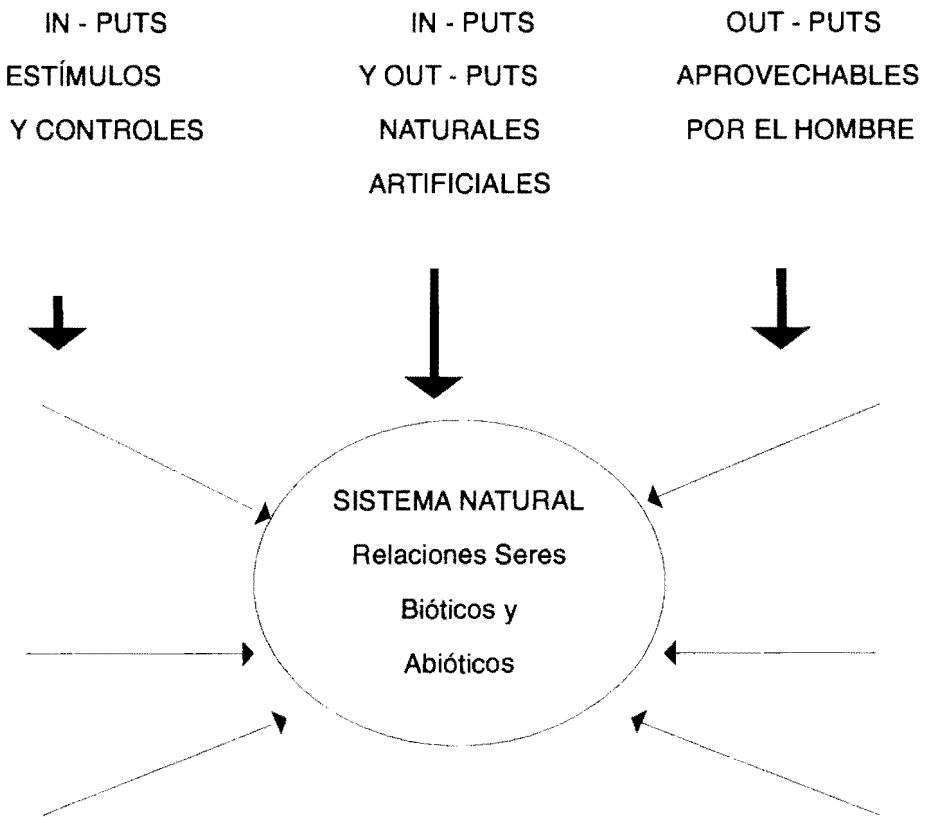 IN - PUTS
ESTÍMULOS
Y CONTROLES
IN - PUTS
Y OUT - PUTS
NATURALES
ARTIFICIALES
OUT - PUTS
APROVECHABLES
POR EL HOMBRE
SISTEMA NATURAL
Relaciones Seres
Bióticos y
Abióticos